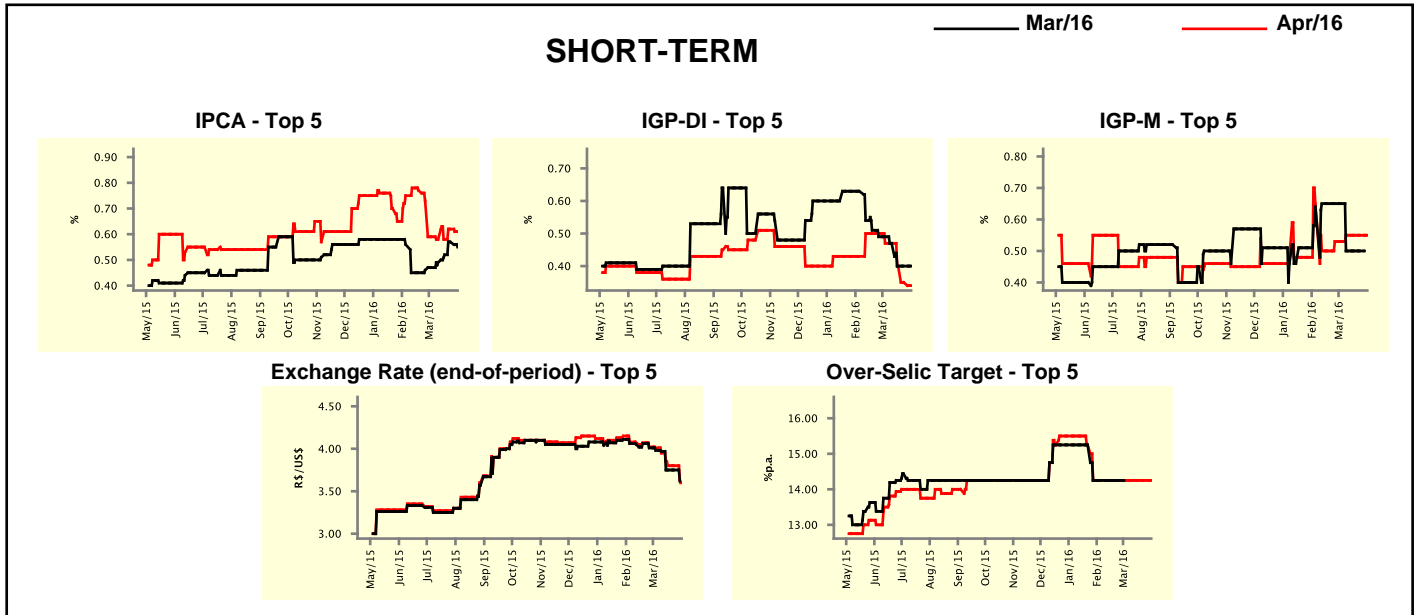 Mar/16
Apr/16
SHORT-TERM
IPCA - Top 5
%
0.90
0.80
0.70
0.60
0.50
0.40
May/15
Jun/15
Jul/15
Aug/15
Sep/15
Oct/15
Nov/15
Dec/15
Jan/16
Feb/16
Mar/16
IGP-DI - Top 5
%
0.70
0.60
0.50
0.40
May/15
Jun/15
Jul/15
Aug/15
Sep/15
Oct/15
Nov/15
Dec/15
Jan/16
Feb/16
Mar/16
IGP-M - Top 5
%
0.80
0.70
0.60
0.50
0.40
May/15
Jun/15
Jul/15
Aug/15
Sep/15
Oct/15
Nov/15
Dec/15
Jan/16
Feb/16
Mar/16
Exchange Rate (end-of-period) - Top 5
R$/US$
4.50
4.00
3.50
3.00
May/15
Jun/15
Jul/15
Aug/15
Sep/15
Oct/15
Nov/15
Dec/15
Jan/16
Feb/16
Mar/16
Over-Selic Target - Top 5
%p.a.
16.00
15.00
14.00
13.00
May/15
Jun/15
Jul/15
Aug/15
Sep/15
Oct/15
Nov/15
Dec/15
Jan/16
Feb/16
Mar/16